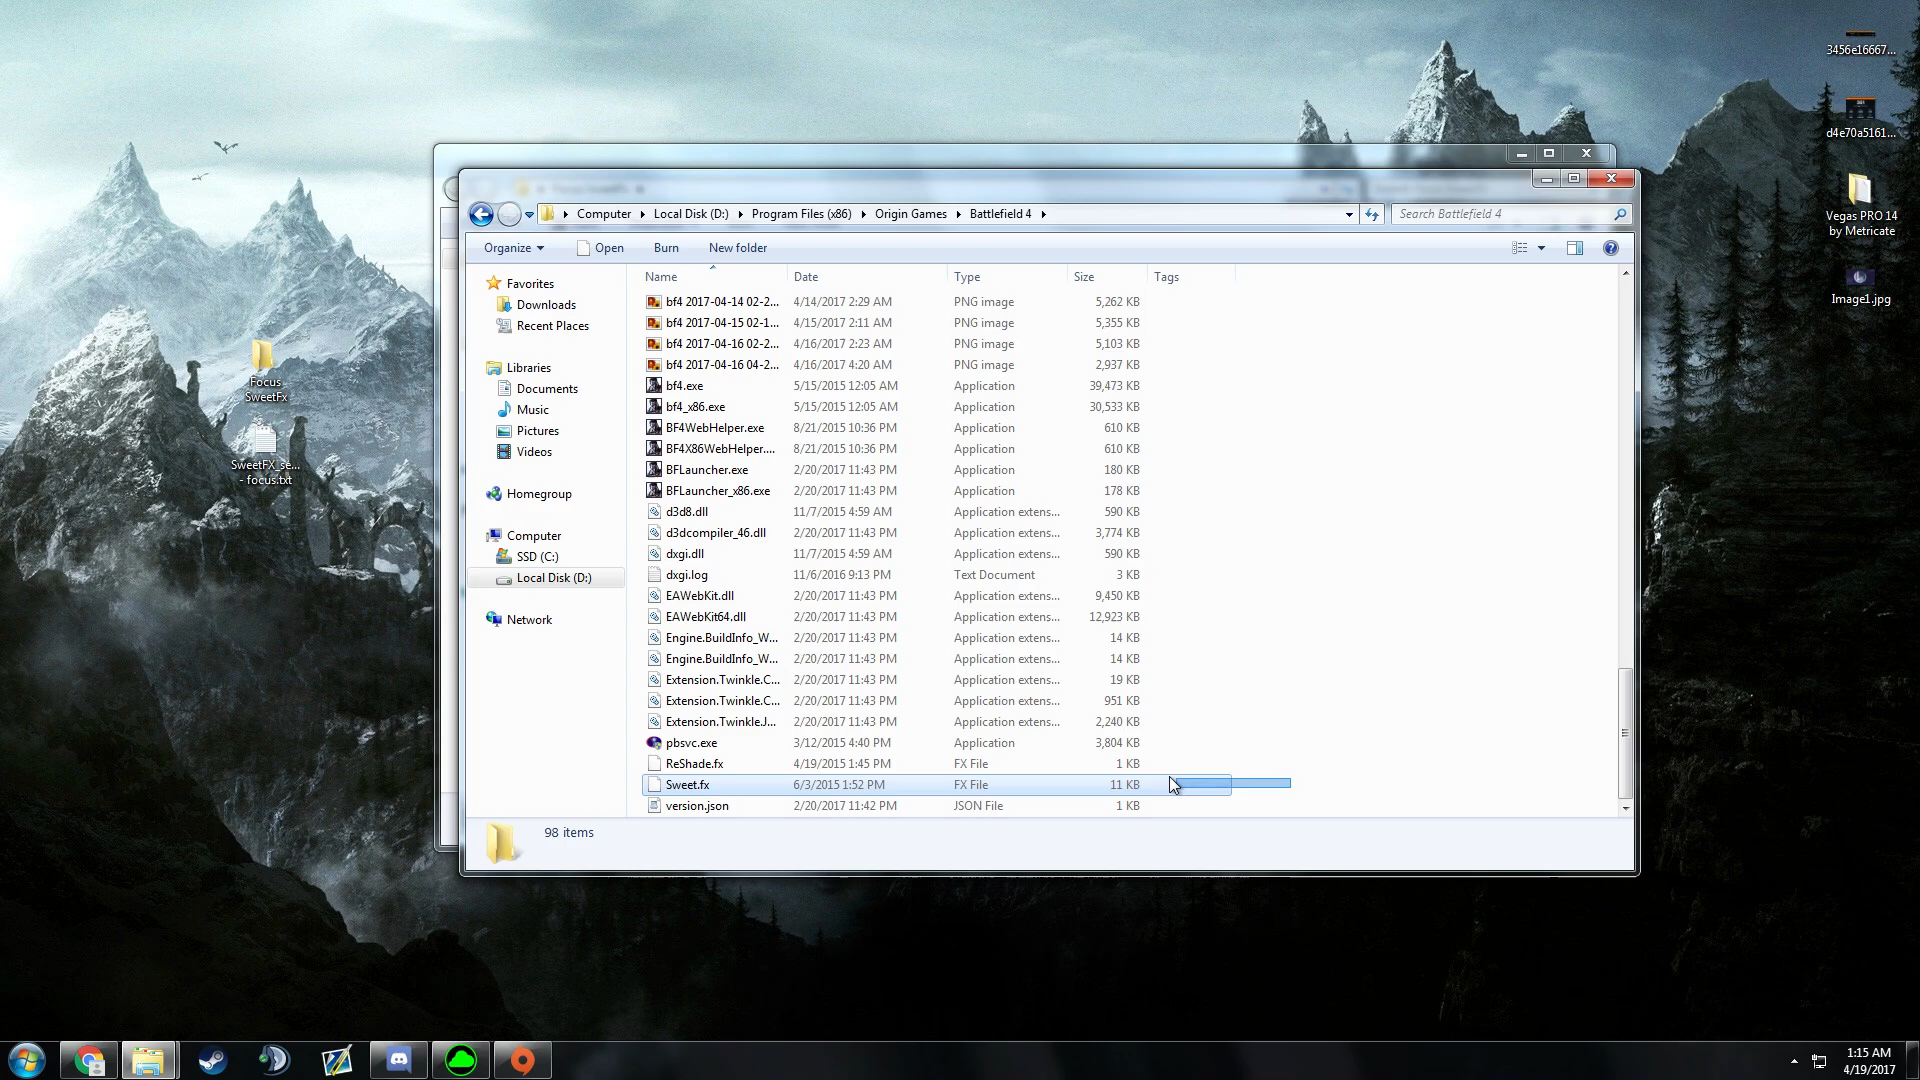 3456e16667...
d4e70a5161...
Vegas PRO 14
by Metricate
Image1.jpg
Focus
SweetFx
SweetFX_se...
- focus.txt
Computer Local Disk (D:) Program Files (x86) Origin Games Battlefield 4
Search Battlefield 4
Organize Open Burn New folder
Favorites
Downloads
Recent Places
Libraries
Documents
Music
Pictures
Videos
Homegroup
Computer
SSD (C:)
Local Disk (D:)
Network
Name Date Type Size Tags
bf4 2017-04-14 02-2... 4/14/2017 2:29 AM PNG image 5,262 KB
bf4 2017-04-15 02-1... 4/15/2017 2:11 AM PNG image 5,355 KB
bf4 2017-04-16 02-2... 4/16/2017 2:23 AM PNG image 5,103 KB
bf4 2017-04-16 04-2... 4/16/2017 4:20 AM PNG image 2,937 KB
bf4.exe 5/15/2015 12:05 AM Application 39,473 KB
bf4_x86.exe 5/15/2015 12:05 AM Application 30,533 KB
BF4WebHelper.exe 8/21/2015 10:36 PM Application 610 KB
BF4X86WebHelper.... 8/21/2015 10:36 PM Application 610 KB
BFLauncher.exe 2/20/2017 11:43 PM Application 180 KB
BFLauncher_x86.exe 2/20/2017 11:43 PM Application 178 KB
d3d8.dll 11/7/2015 4:59 AM Application extens... 590 KB
d3dcompiler_46.dll 2/20/2017 11:43 PM Application extens... 3,774 KB
dxgi.dll 11/7/2015 4:59 AM Application extens... 590 KB
dxgi.log 11/6/2016 9:13 PM Text Document 3 KB
EAWebKit.dll 2/20/2017 11:43 PM Application extens... 9,450 KB
EAWebKit64.dll 2/20/2017 11:43 PM Application extens... 12,923 KB
Engine.BuildInfo_W... 2/20/2017 11:43 PM Application extens... 14 KB
Engine.BuildInfo_W... 2/20/2017 11:43 PM Application extens... 14 KB
Extension.Twinkle.C... 2/20/2017 11:43 PM Application extens... 19 KB
Extension.Twinkle.C... 2/20/2017 11:43 PM Application extens... 951 KB
Extension.Twinkle.J... 2/20/2017 11:43 PM Application extens... 2,240 KB
pbsvc.exe 3/12/2015 4:40 PM Application 3,804 KB
ReShade.fx 4/19/2015 1:45 PM FX File 1 KB
Sweet.fx 6/3/2015 1:52 PM FX File 11 KB
version.json 2/20/2017 11:42 PM JSON File 1 KB
98 items
1:15 AM
4/19/2017